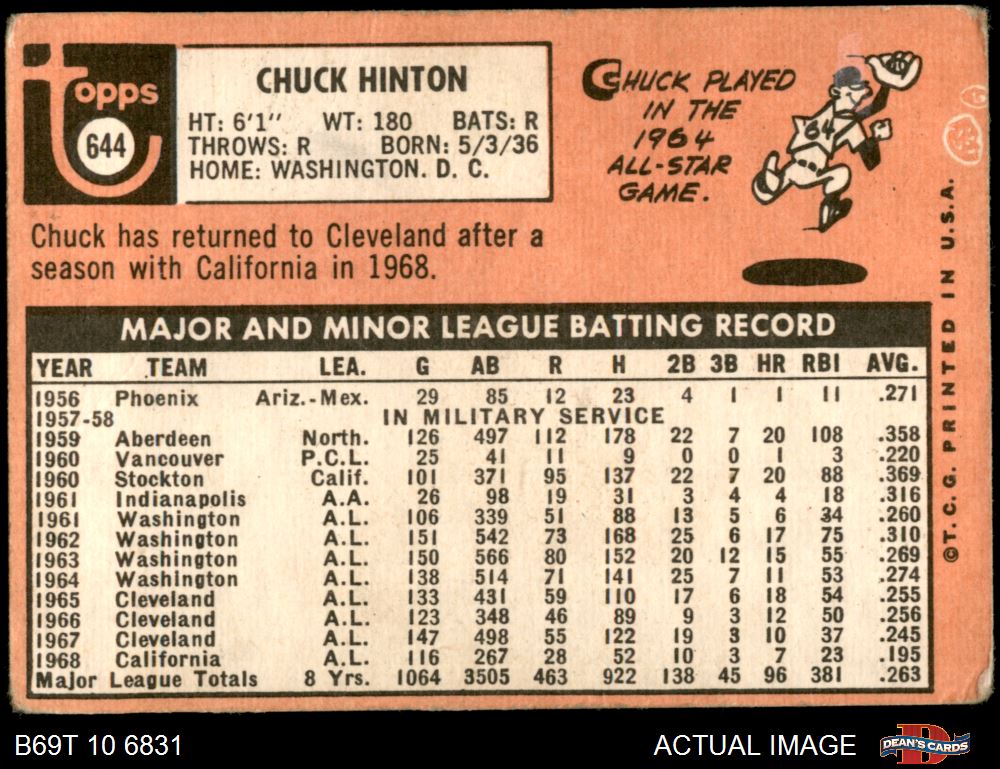 topps
644
CHUCK HINTON
HT: 6'1" WT: 180 BATS: R
THROWS: R BORN: 5/3/36
HOME: WASHINGTON. D. C.
CHUCK PLAYED
IN THE
1964
ALL-STAR
GAME.
64
Chuck has returned to Cleveland after a
season with California in 1968.
MAJOR AND MINOR LEAGUE BATTING RECORD
YEAR TEAM LEA. G AB R H 2B 3B HR RBI AVG.
1956 Phoenix Ariz.-Mex. 29 85 12 23 4 1 1 11 .271
1957-58 IN MILITARY SERVICE
1959 Aberdeen North. 126 497 112 178 22 7 20 108 .358
1960 Vancouver P.C.L. 25 41 11 9 0 0 1 3 .220
1960 Stockton Calif. 101 371 95 137 22 7 20 88 .369
1961 Indianapolis A.A. 26 98 19 31 3 4 4 18 .316
1961 Washington A.L. 106 339 51 88 13 5 6 34 .260
1962 Washington A.L. 151 542 73 168 25 6 17 75 .310
1963 Washington A.L. 150 566 80 152 20 12 15 55 .269
1964 Washington A.L. 138 514 71 141 25 7 11 53 .274
1965 Cleveland A.L. 133 431 59 110 17 6 18 54 .255
1966 Cleveland A.L. 123 348 46 89 9 3 12 50 .256
1967 Cleveland A.L. 147 498 55 122 19 3 10 37 .245
1968 California A.L. 116 267 28 52 10 3 7 23 .195
Major League Totals 8 Yrs. 1064 3505 463 922 138 45 96 381 .263
©T.C.G. PRINTED IN U.S.A.
B69T 10 6831
ACTUAL IMAGE
DEAN'S CARDS